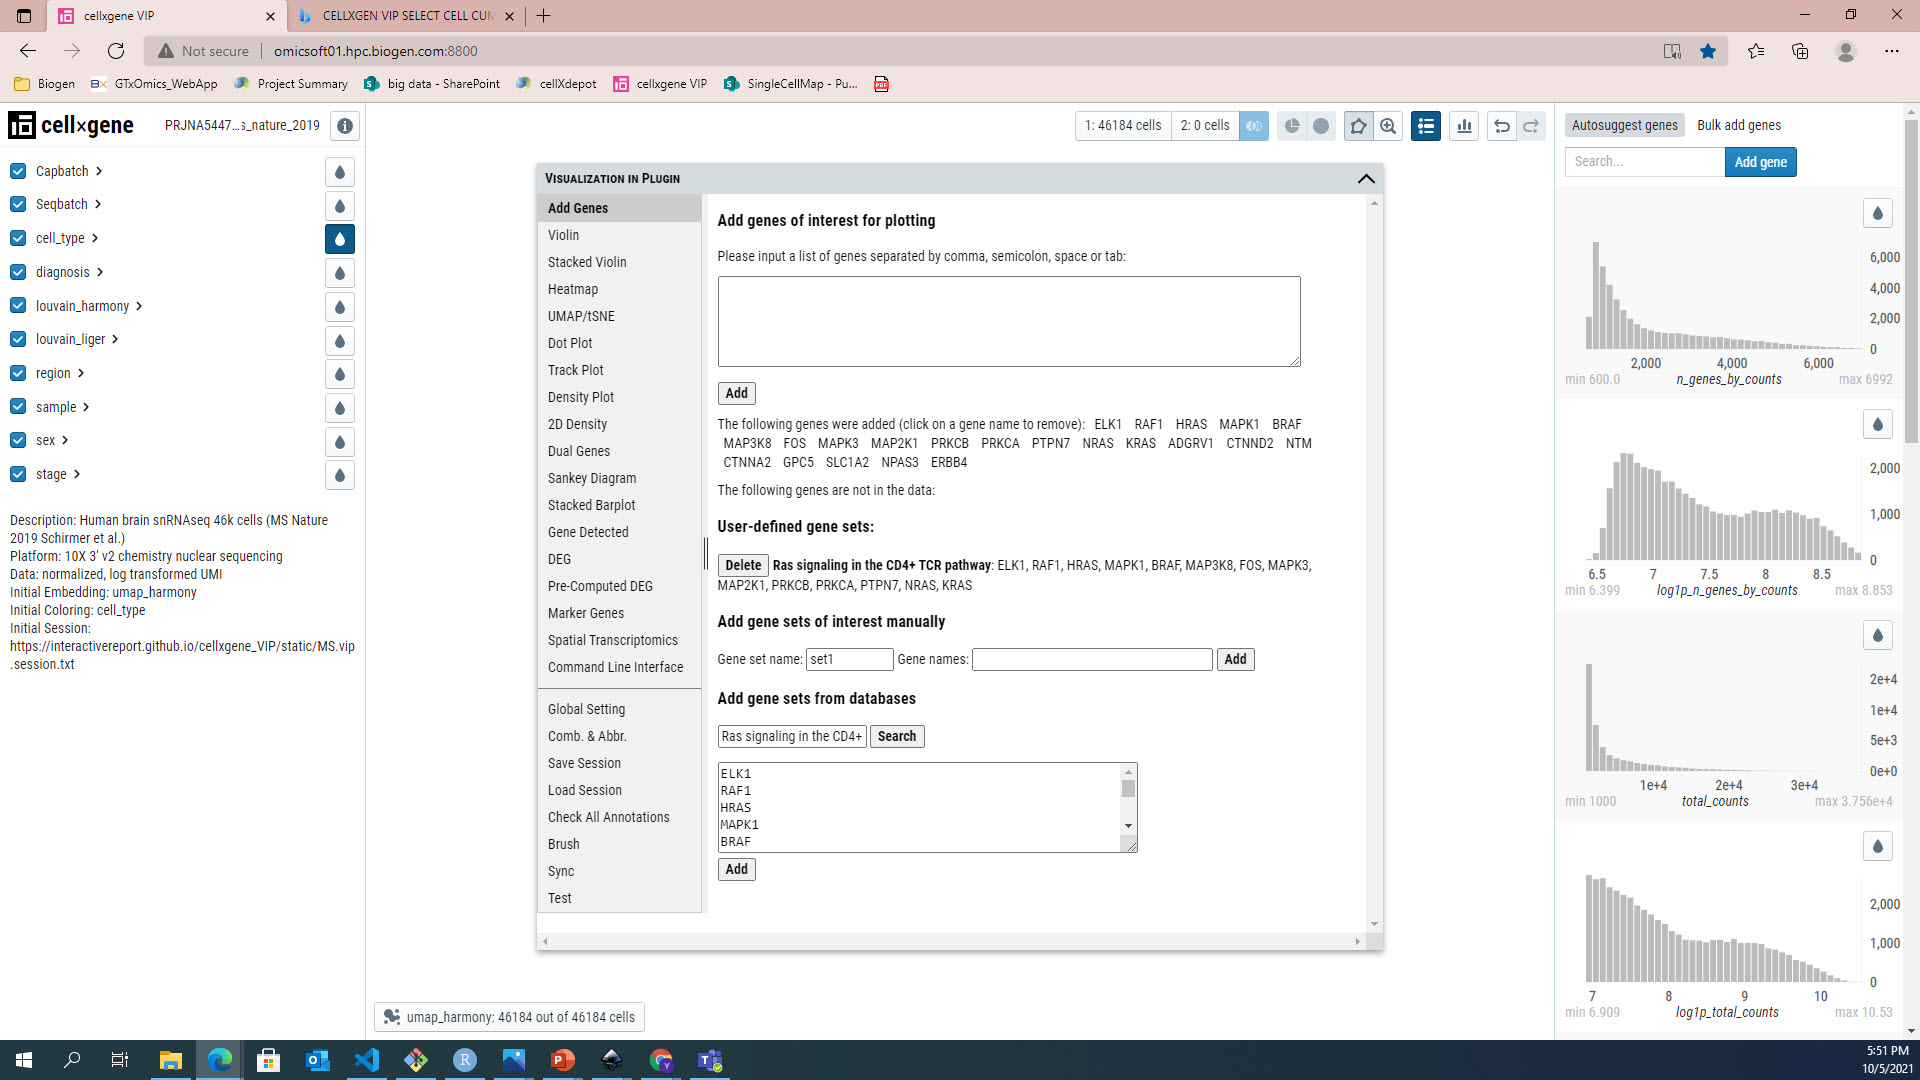 cellxgene VIP
CELLXGEN VIP SELECT CELL CUM
Not secure
omicsoft01.hpc.biogen.com:8800
Biogen
GTxOmics_WebApp
Project Summary
big data - SharePoint
cellXdepot
cellxgene VIP
SingleCellMap - Pu...
cell×gene
PRJNA5447...s_nature_2019
Capbatch
Seqbatch
cell_type
diagnosis
louvain_harmony
louvain_liger
region
sample
sex
stage
Description: Human brain snRNAseq 46k cells (MS Nature
2019 Schirmer et al.)
Platform: 10X 3' v2 chemistry nuclear sequencing
Data: normalized, log transformed UMI
Initial Embedding: umap_harmony
Initial Coloring: cell_type
Initial Session:
https://interactivereport.github.io/cellxgene_VIP/static/MS.vip
.session.txt
1: 46184 cells
2: 0 cells
Visualization in Plugin
Add Genes
Violin
Stacked Violin
Heatmap
UMAP/tSNE
Dot Plot
Track Plot
Density Plot
2D Density
Dual Genes
Sankey Diagram
Stacked Barplot
Gene Detected
DEG
Pre-Computed DEG
Marker Genes
Spatial Transcriptomics
Command Line Interface
Global Setting
Comb. & Abbr.
Save Session
Load Session
Check All Annotations
Brush
Sync
Test
Add genes of interest for plotting
Please input a list of genes separated by comma, semicolon, space or tab:
Add
The following genes were added (click on a gene name to remove): ELK1 RAF1 HRAS MAPK1 BRAF
MAP3K8 FOS MAPK3 MAP2K1 PRKCB PRKCA PTPN7 NRAS KRAS ADGRV1 CTNND2 NTM
CTNNA2 GPC5 SLC1A2 NPAS3 ERBB4
The following genes are not in the data:
User-defined gene sets:
Delete Ras signaling in the CD4+ TCR pathway: ELK1, RAF1, HRAS, MAPK1, BRAF, MAP3K8, FOS, MAPK3,
MAP2K1, PRKCB, PRKCA, PTPN7, NRAS, KRAS
Add gene sets of interest manually
Gene set name: set1 Gene names: Add
Add gene sets from databases
Ras signaling in the CD4+ Search
ELK1
RAF1
HRAS
MAPK1
BRAF
Add
umap_harmony: 46184 out of 46184 cells
Autosuggest genes
Bulk add genes
Search...
Add gene
6,000
4,000
2,000
0
2,000 4,000 6,000
min 600.0 n_genes_by_counts max 6992
2,000
1,000
0
6.5 7 7.5 8 8.5
min 6.399 log1p_n_genes_by_counts max 8.853
2e+4
1e+4
5e+3
0e+0
1e+4 2e+4 3e+4
min 1000 total_counts max 3.756e+4
2,000
1,000
0
7 8 9 10
min 6.909 log1p_total_counts max 10.53
5:51 PM
10/5/2021